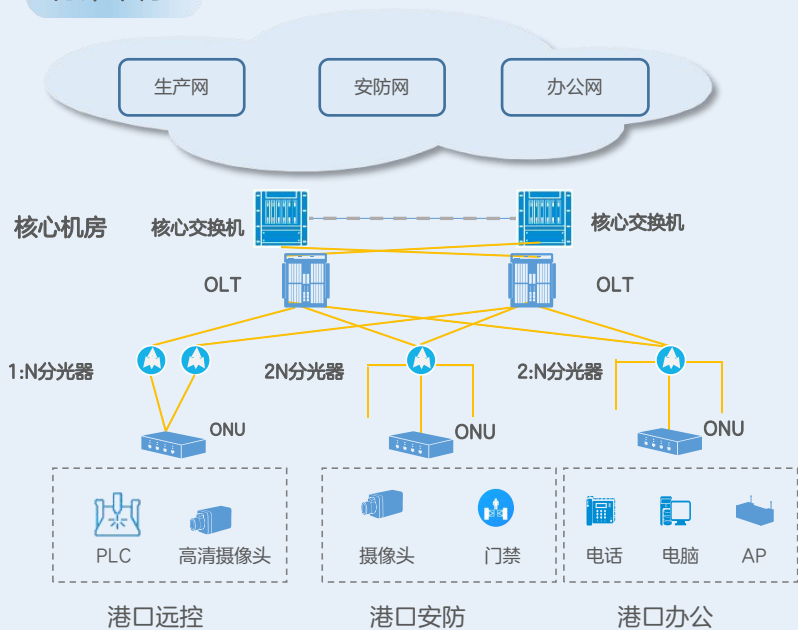 生产网 安防网 办公网
核心机房 核心交换机 核心交换机
OLT OLT
1:N分光器 2N分光器 2:N分光器
ONU ONU ONU
PLC 高清摄像头 摄像头 门禁 电话 电脑 AP
港口远控 港口安防 港口办公